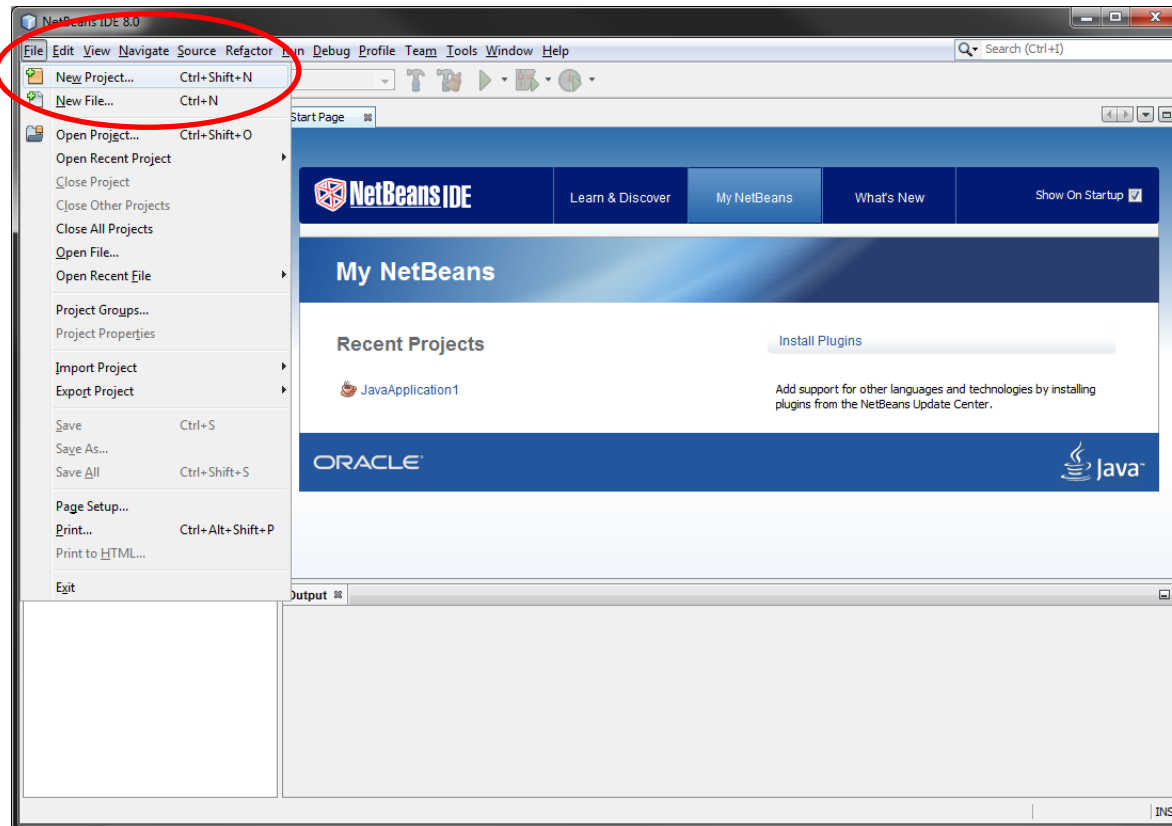 NetBeans IDE 8.0
File Edit View Navigate Source Refactor Run Debug Profile Team Tools Window Help Search (Ctrl+I)
New Project... Ctrl+Shift+N
New File... Ctrl+N
Start Page
Open Project... Ctrl+Shift+O
Open Recent Project
Close Project
Close Other Projects
Close All Projects
Open File...
Open Recent File
Project Groups...
Project Properties
Import Project
Export Project
Save Ctrl+S
Save As...
Save All Ctrl+Shift+S
Page Setup...
Print... Ctrl+Alt+Shift+P
Print to HTML...
Exit
NetBeans IDE Learn & Discover My NetBeans What's New Show On Startup
My NetBeans
Recent Projects
JavaApplication1
Install Plugins
Add support for other languages and technologies by installing
plugins from the NetBeans Update Center.
ORACLE Java
Output
INS